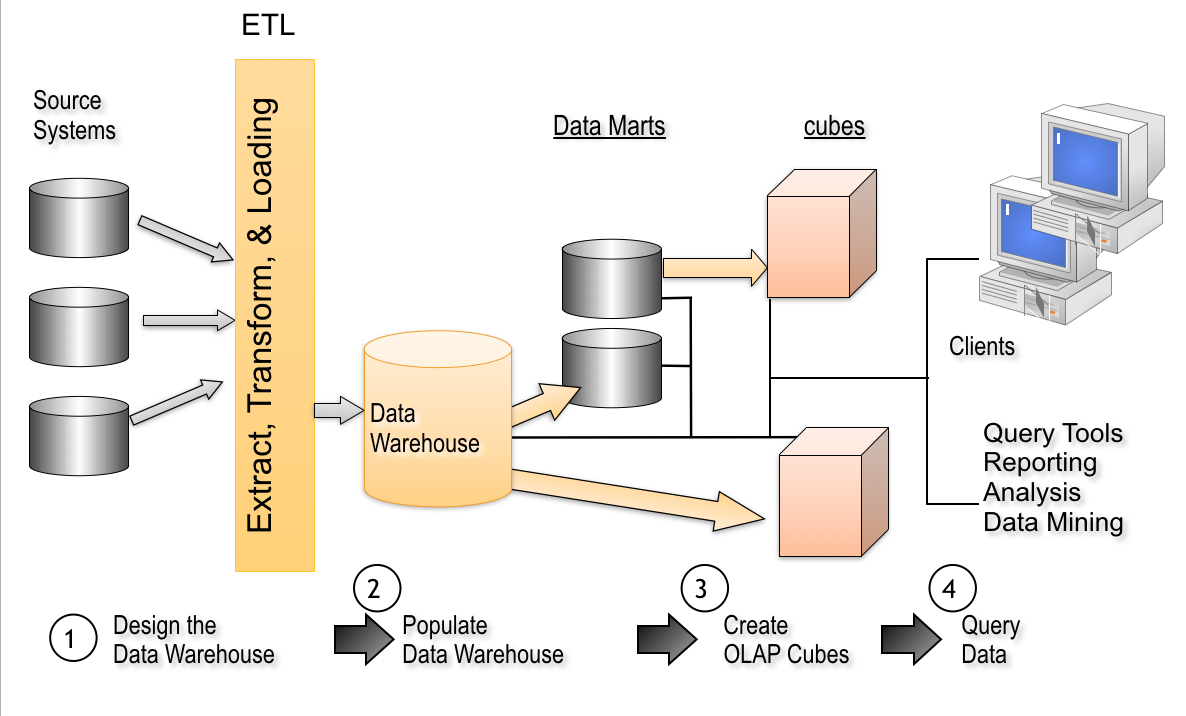 ETL
Source
Systems
Extract, Transform, & Loading
Data Marts
cubes
Data
Warehouse
Clients
Query Tools
Reporting
Analysis
Data Mining
1
Design the
Data Warehouse
2
Populate
Data Warehouse
3
Create
OLAP Cubes
4
Query
Data